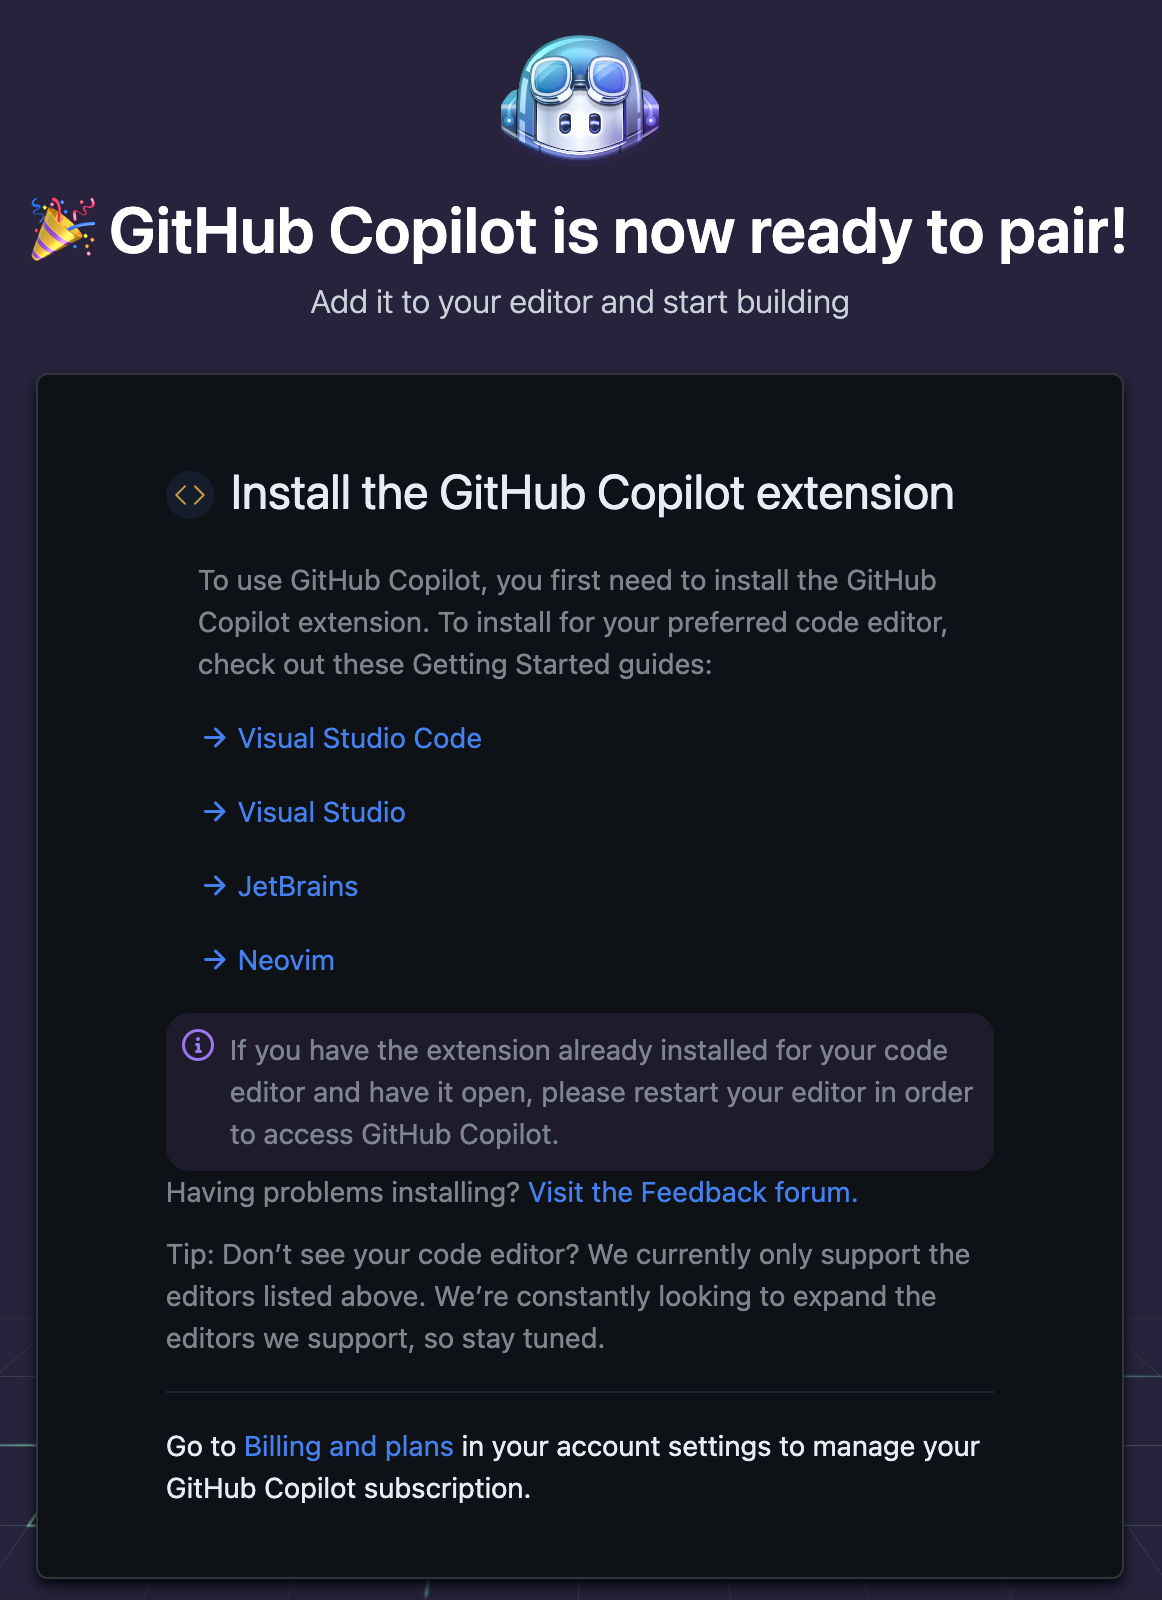 🎉 GitHub Copilot is now ready to pair!
Add it to your editor and start building
Install the GitHub Copilot extension
To use GitHub Copilot, you first need to install the GitHub
Copilot extension. To install for your preferred code editor,
check out these Getting Started guides:
→ Visual Studio Code
→ Visual Studio
→ JetBrains
→ Neovim
If you have the extension already installed for your code
editor and have it open, please restart your editor in order
to access GitHub Copilot.
Having problems installing? Visit the Feedback forum.
Tip: Don’t see your code editor? We currently only support the
editors listed above. We’re constantly looking to expand the
editors we support, so stay tuned.
Go to Billing and plans in your account settings to manage your
GitHub Copilot subscription.